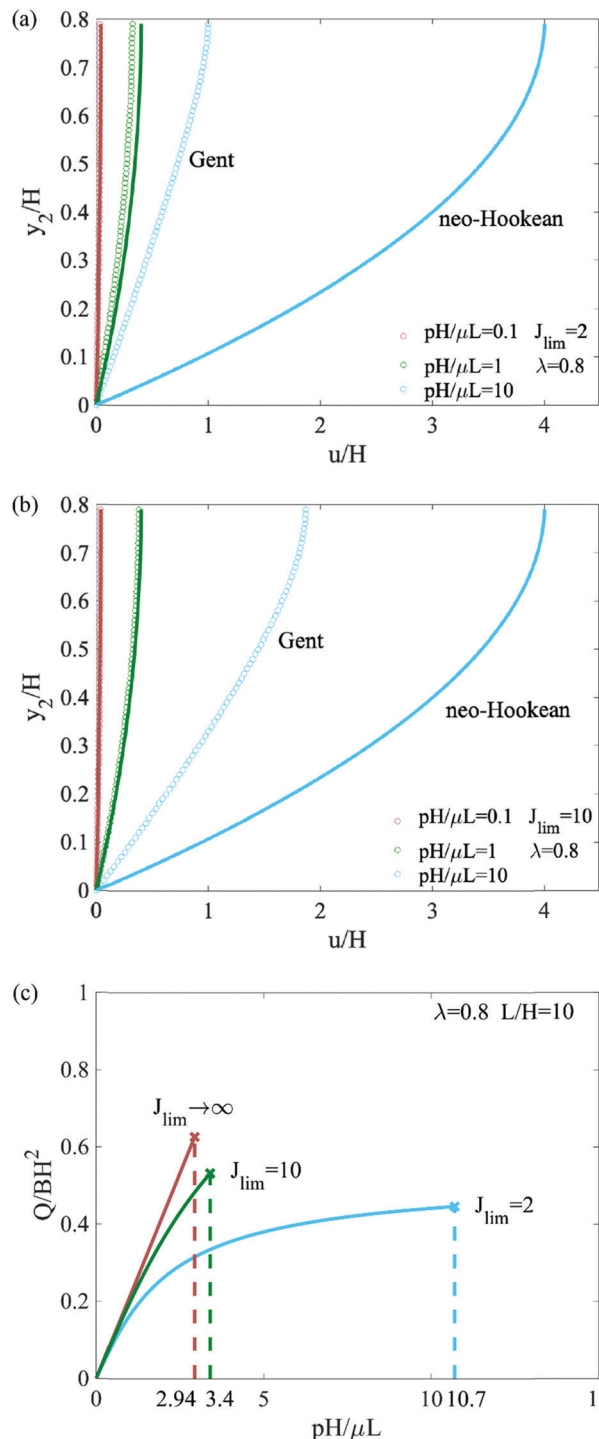 (a)
0.8
0.7
0.6
0.5
0.4
0.3
0.2
0.1
0
y2/H
Gent
neo-Hookean
pH/μL=0.1 Jlim=2
pH/μL=1 λ=0.8
pH/μL=10
0 1 2 3 4
u/H
(b)
0.8
0.7
0.6
0.5
0.4
0.3
0.2
0.1
0
y2/H
Gent
neo-Hookean
pH/μL=0.1 Jlim=10
pH/μL=1 λ=0.8
pH/μL=10
0 1 2 3 4
u/H
(c)
1
0.8
0.6
0.4
0.2
0
Q/BH²
λ=0.8 L/H=10
Jlim→∞
Jlim=10
Jlim=2
0 2.94 3.4 5 10 10.7 1
pH/μL